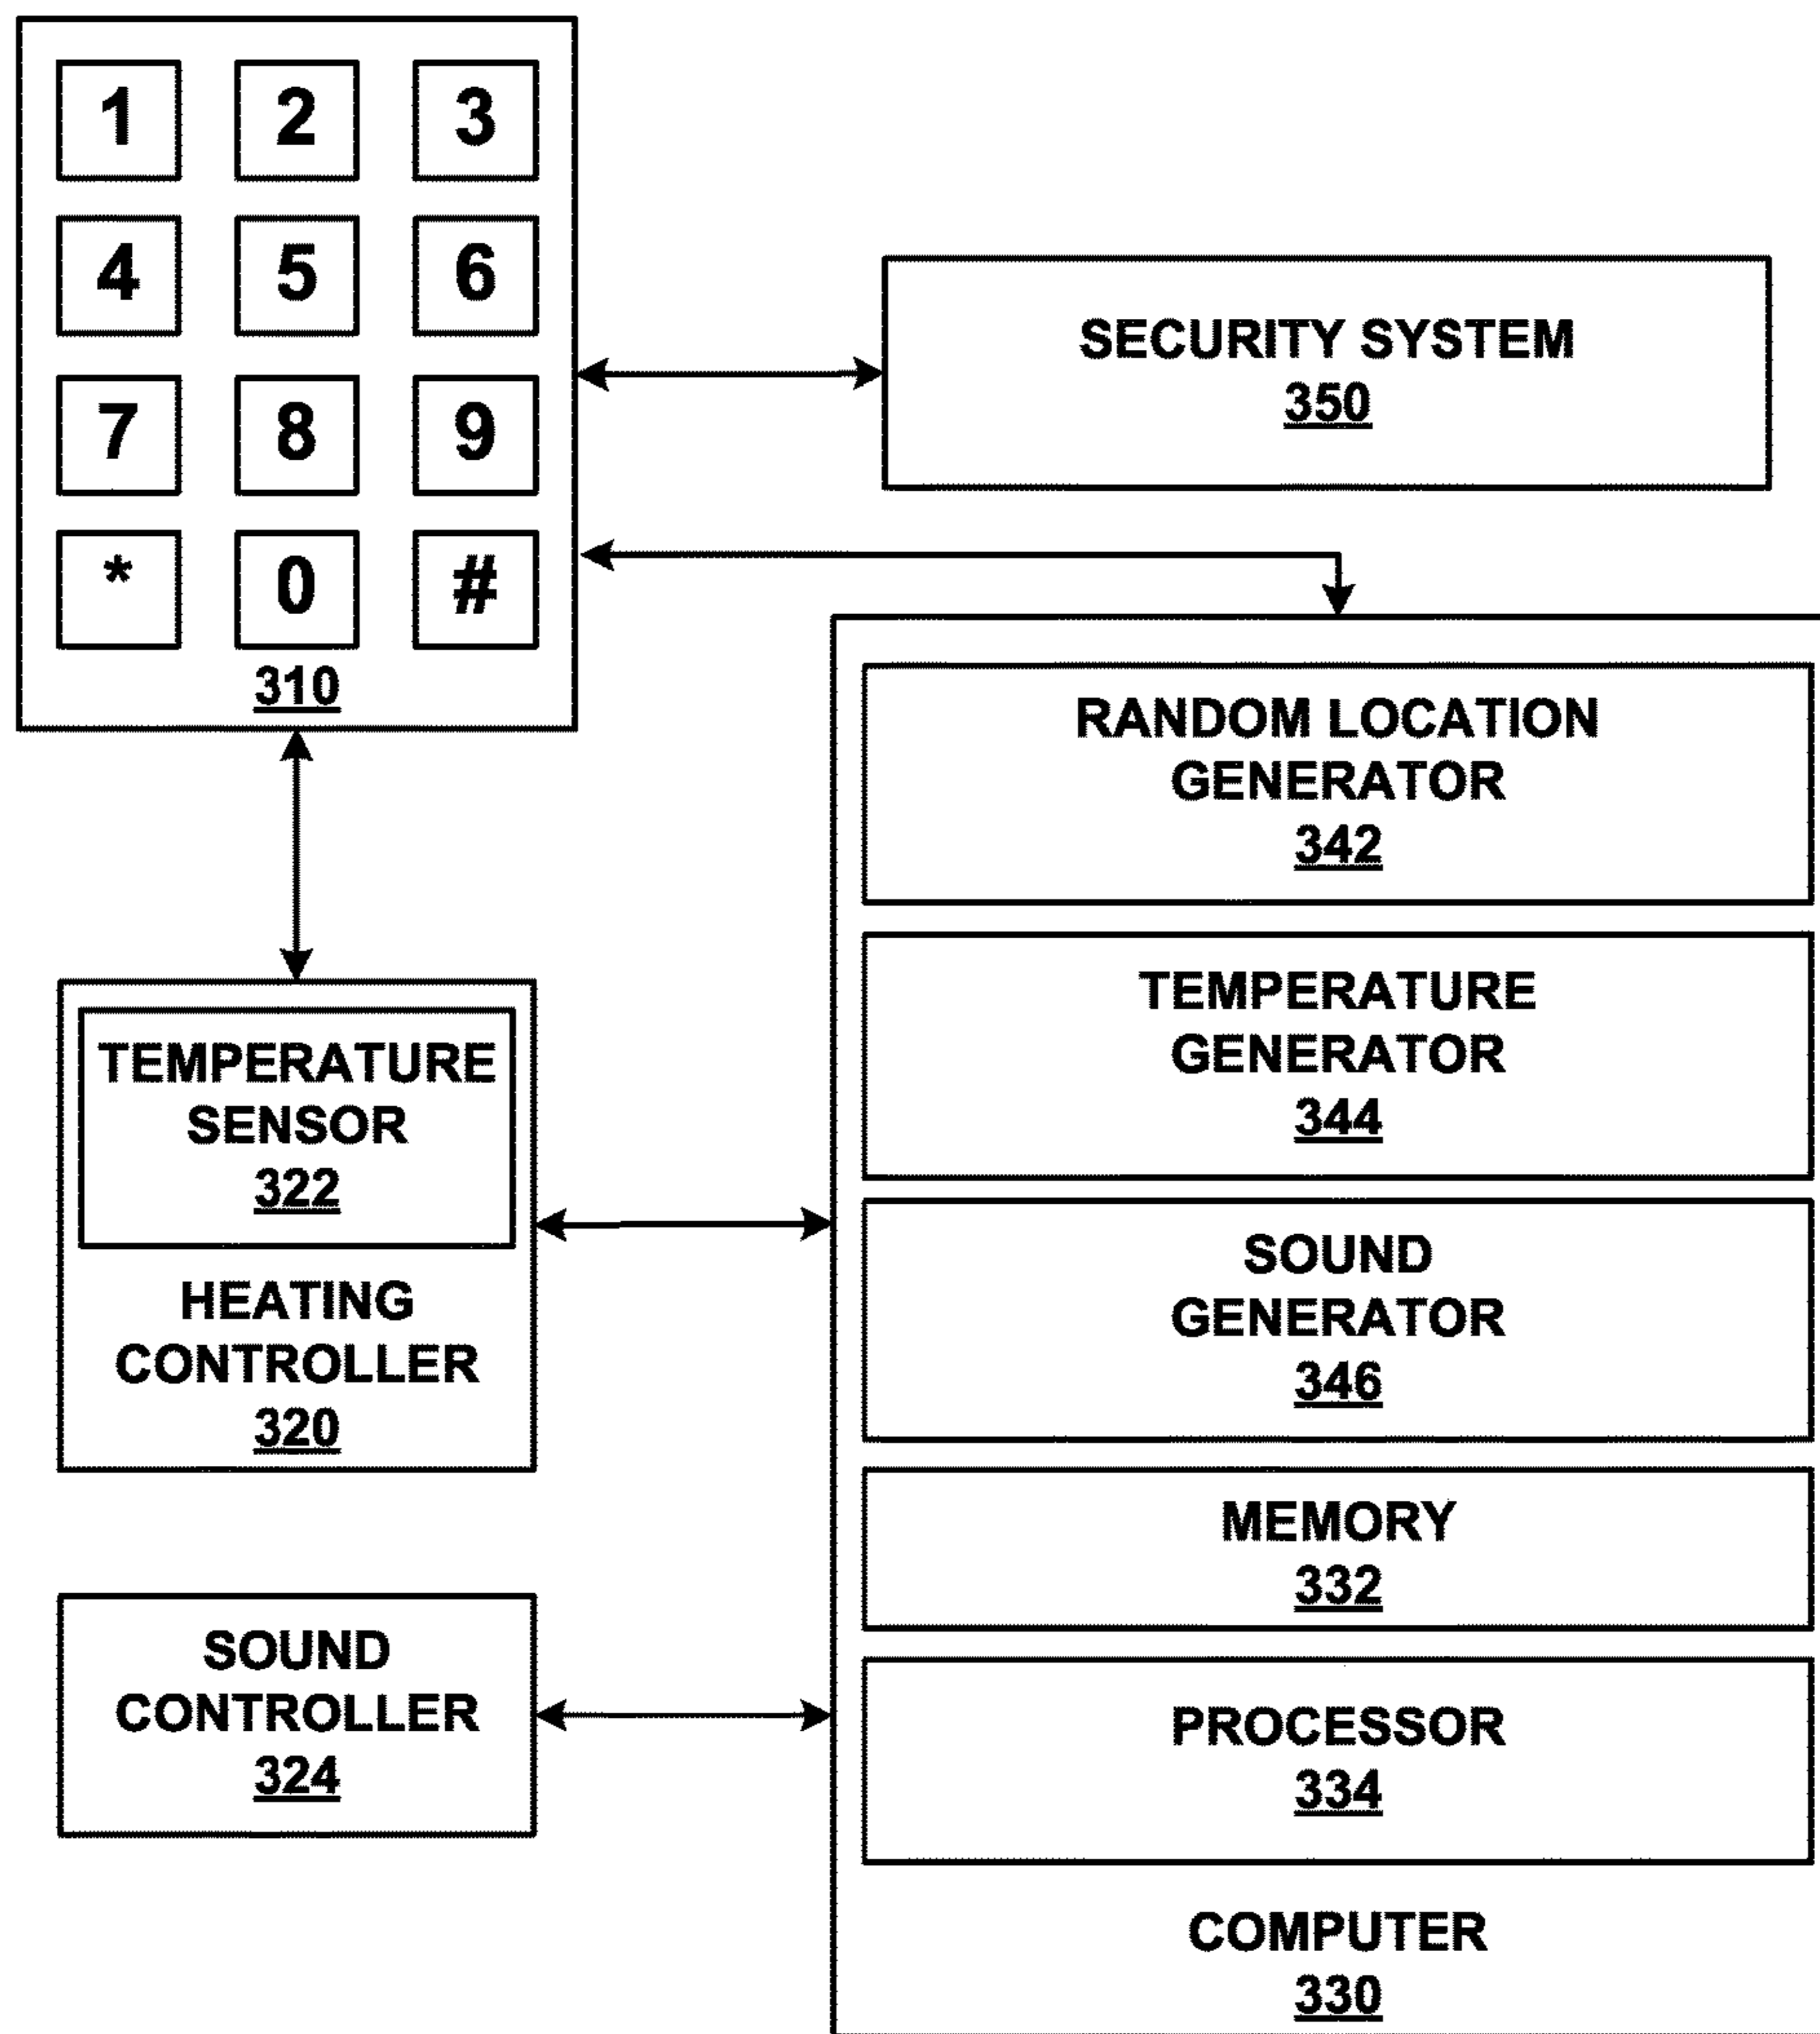 1 2 3
4 5 6
7 8 9
* 0 #
310
SECURITY SYSTEM
350
RANDOM LOCATION
GENERATOR
342
TEMPERATURE
GENERATOR
344
SOUND
GENERATOR
346
MEMORY
332
PROCESSOR
334
COMPUTER
330
TEMPERATURE
SENSOR
322
HEATING
CONTROLLER
320
SOUND
CONTROLLER
324